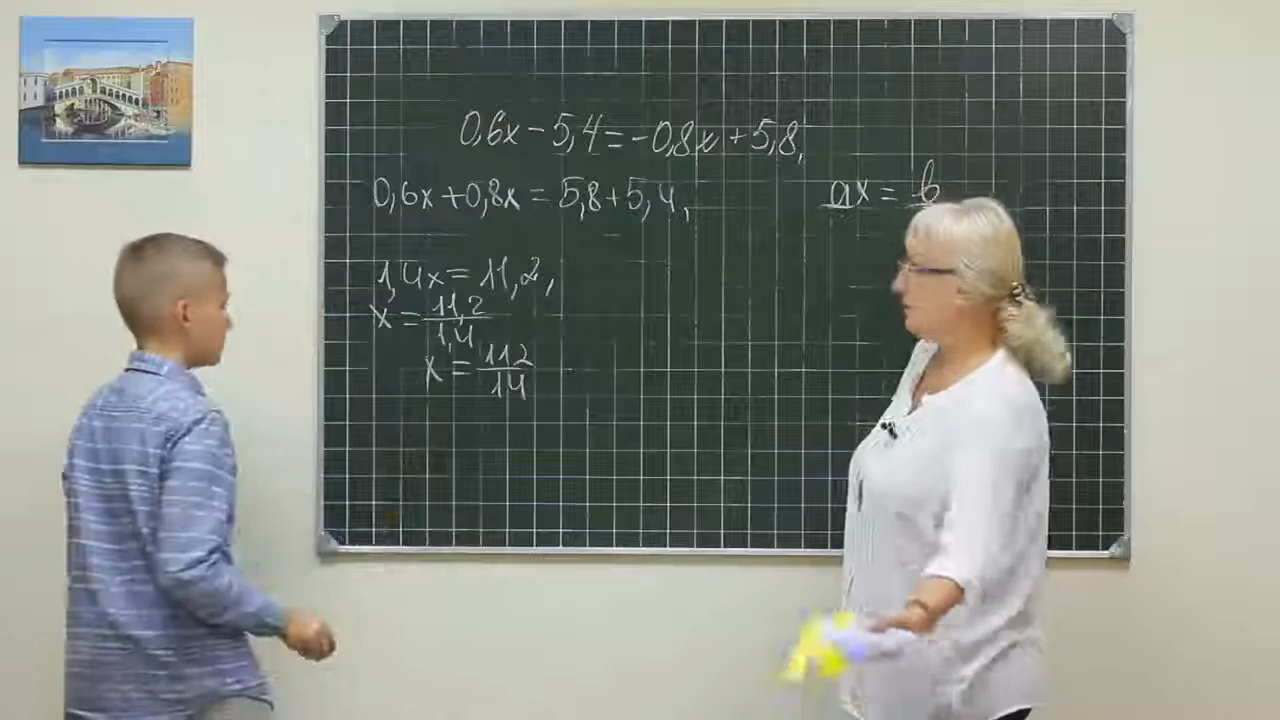 0,6x - 5,4 = -0,8x + 5,8,
0,6x + 0,8x = 5,8 + 5,4,
ax = b
1,4x = 11,2,
x = 11,2/1,4
x = 112/14